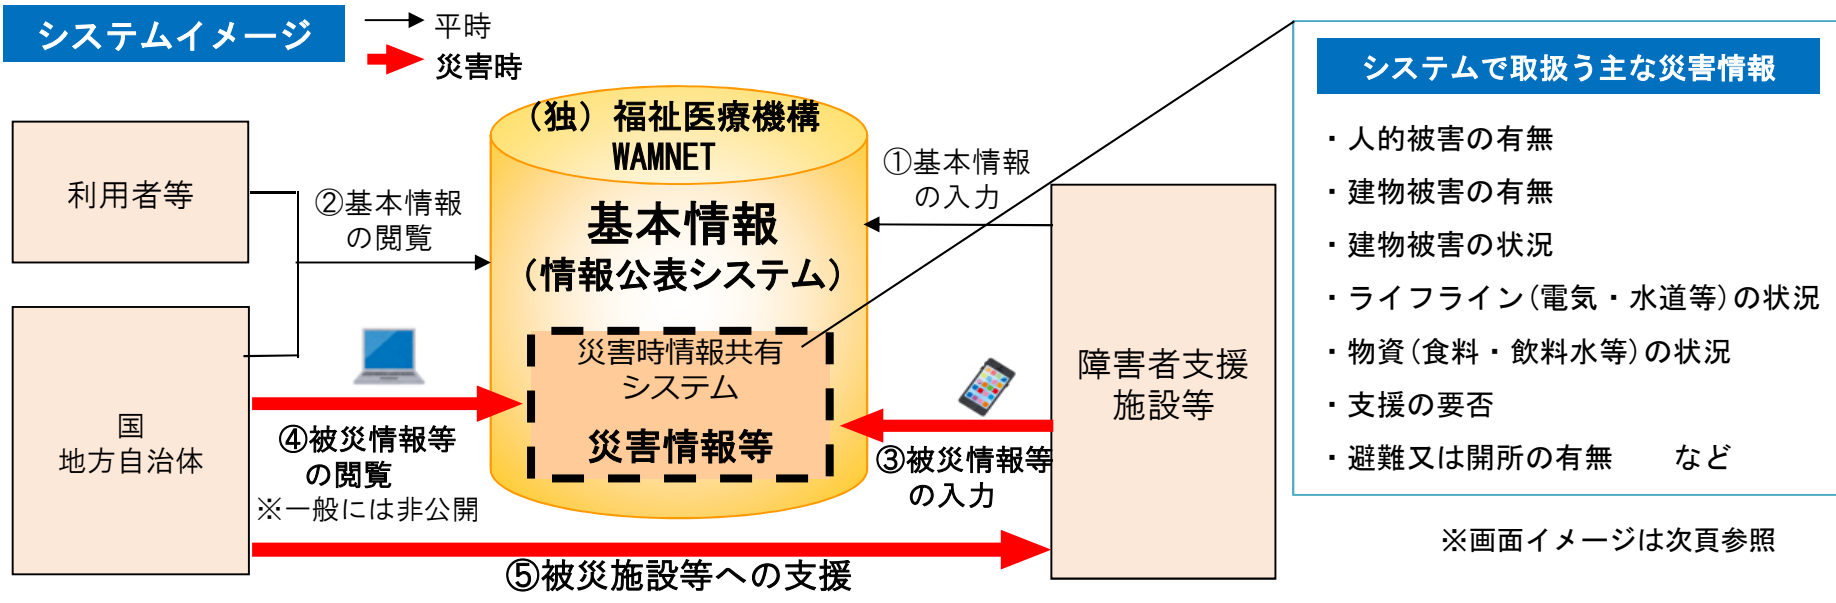 システムイメージ
平時
災害時
利用者等
国
地方自治体
②基本情報
の閲覧
④被災情報等
の閲覧
※一般には非公開
（独）福祉医療機構
WAMNET
基本情報
（情報公表システム）
災害時情報共有
システム
災害情報等
①基本情報
の入力
③被災情報等
の入力
⑤被災施設等への支援
障害者支援
施設等
システムで取扱う主な災害情報
・人的被害の有無
・建物被害の有無
・建物被害の状況
・ライフライン(電気・水道等)の状況
・物資(食料・飲料水等)の状況
・支援の要否
・避難又は開所の有無　　など
※画面イメージは次頁参照